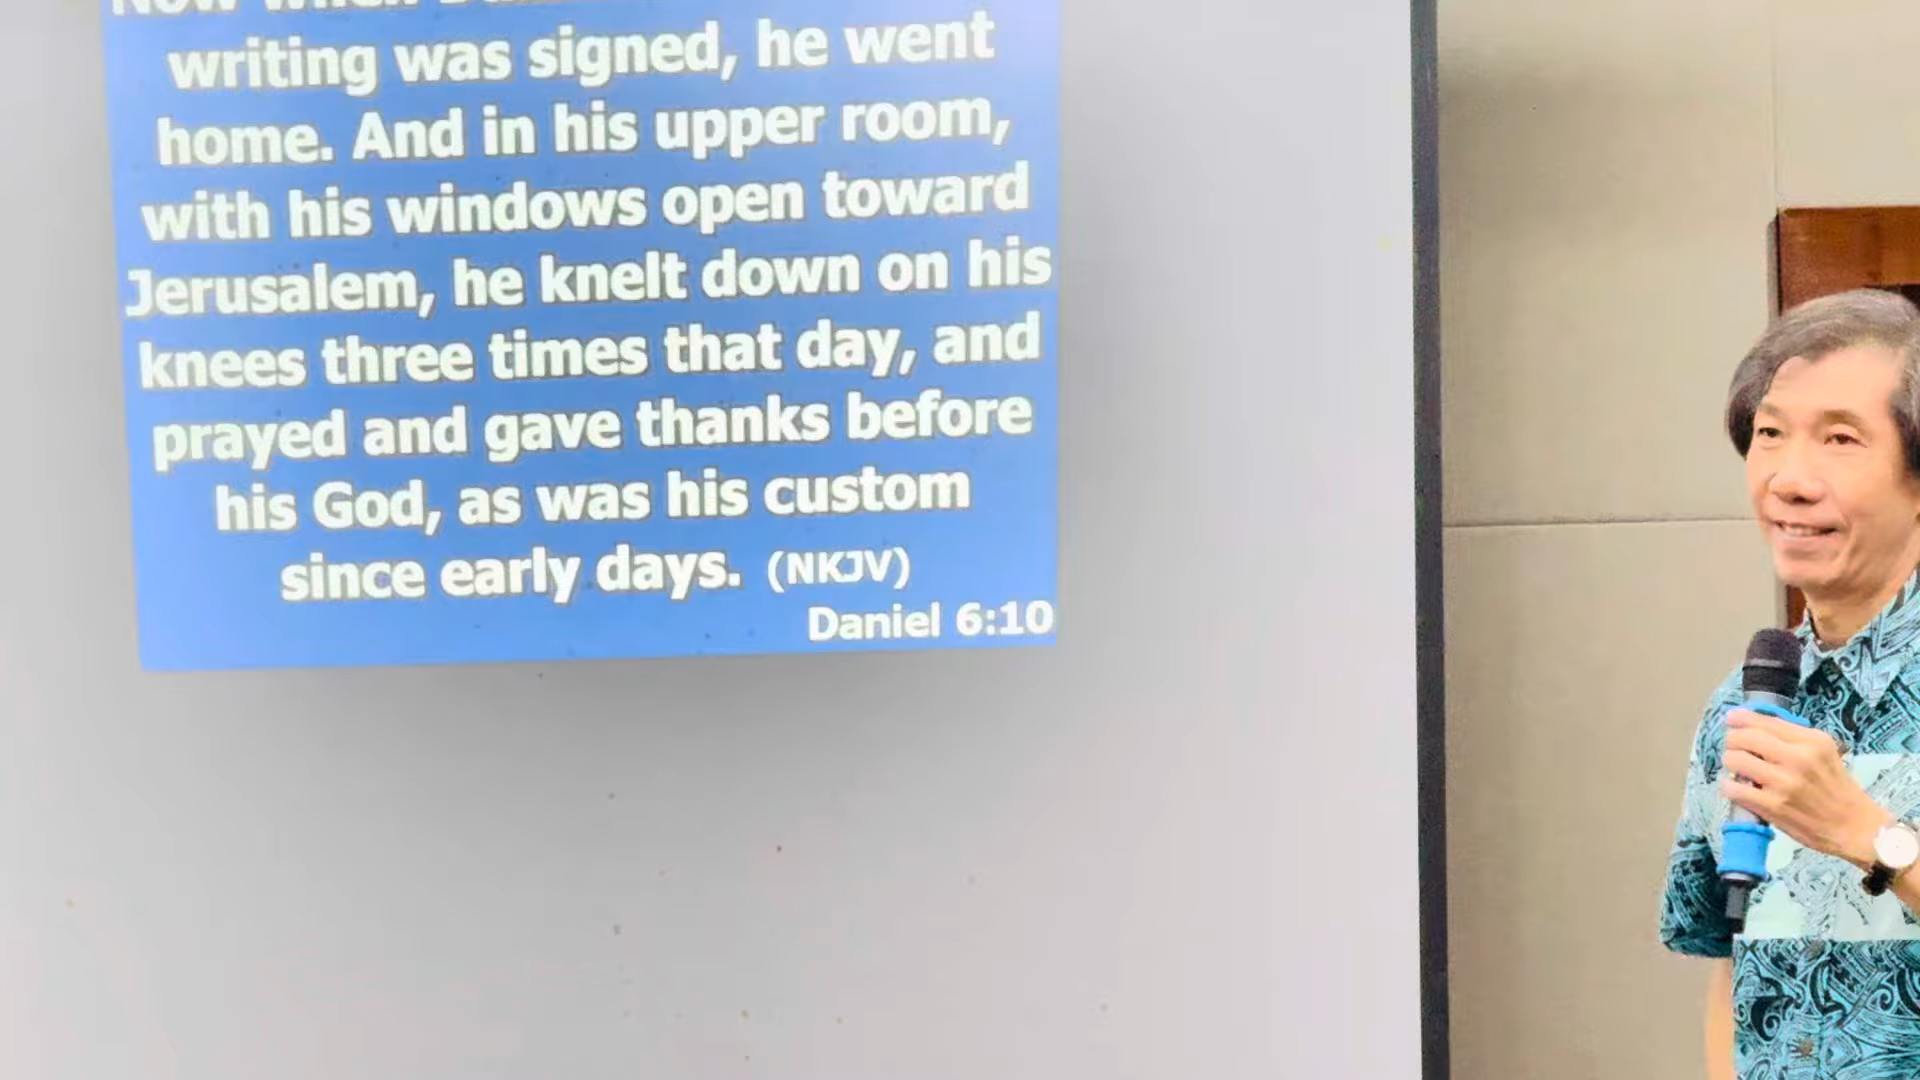 Now when
writing was signed, he went
home. And in his upper room,
with his windows open toward
Jerusalem, he knelt down on his
knees three times that day, and
prayed and gave thanks before
his God, as was his custom
since early days. (NKJV)
Daniel 6:10